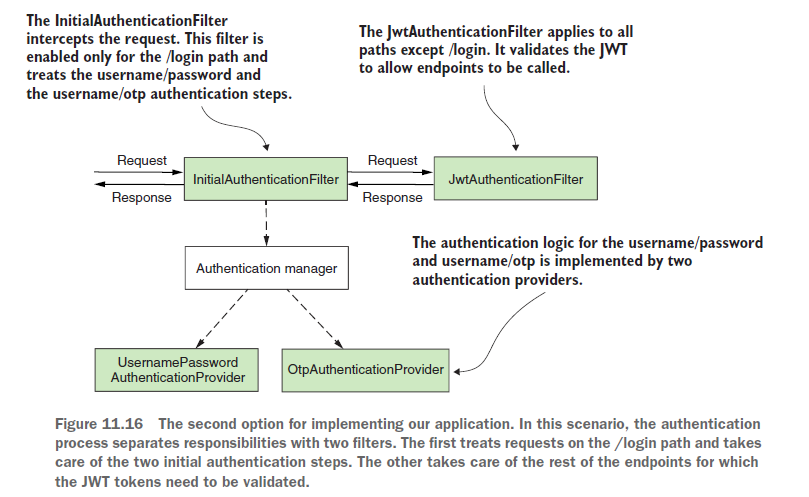 The InitialAuthenticationFilter
intercepts the request. This filter is
enabled only for the /login path and
treats the username/password and
the username/otp authentication steps.
The JwtAuthenticationFilter applies to all
paths except /login. It validates the JWT
to allow endpoints to be called.
Request
Response
InitialAuthenticationFilter
Request
Response
JwtAuthenticationFilter
Authentication manager
The authentication logic for the username/password
and username/otp is implemented by two
authentication providers.
UsernamePassword
AuthenticationProvider
OtpAuthenticationProvider
Figure 11.16 The second option for implementing our application. In this scenario, the authentication
process separates responsibilities with two filters. The first treats requests on the /login path and takes
care of the two initial authentication steps. The other takes care of the rest of the endpoints for which
the JWT tokens need to be validated.